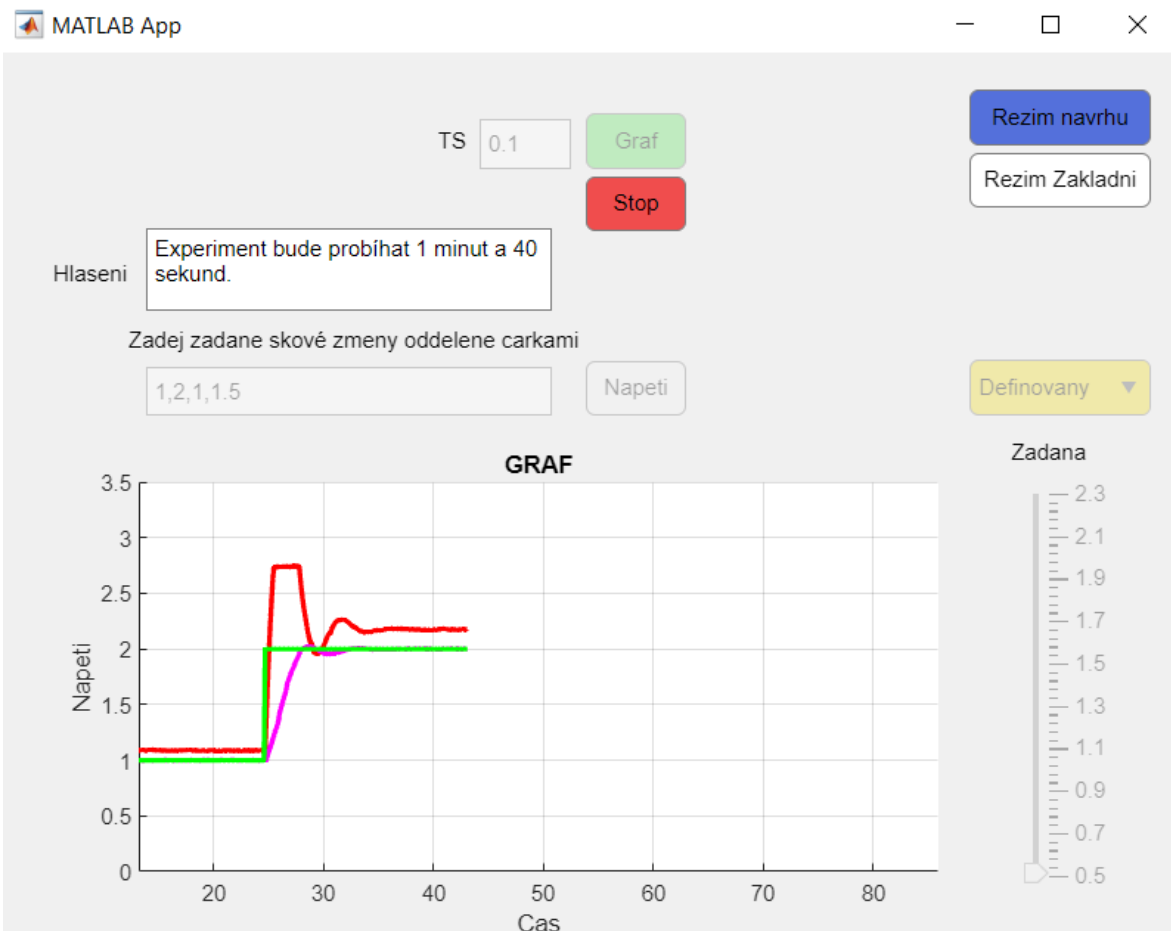 MATLAB App
Rezim navrhu
TS
0.1
Graf
Rezim Zakladni
Stop
Hlaseni
Experiment bude probíhat 1 minut a 40
sekund.
Zadej zadane skové zmeny oddelene carkami
1,2,1,1.5
Napeti
Definovany
Zadana
GRAF
3.5
3
2.5
2
1.5
1
0.5
0
Napeti
20
30
40
50
60
70
80
Cas
2.3
2.1
1.9
1.7
1.5
1.3
1.1
0.9
0.7
0.5